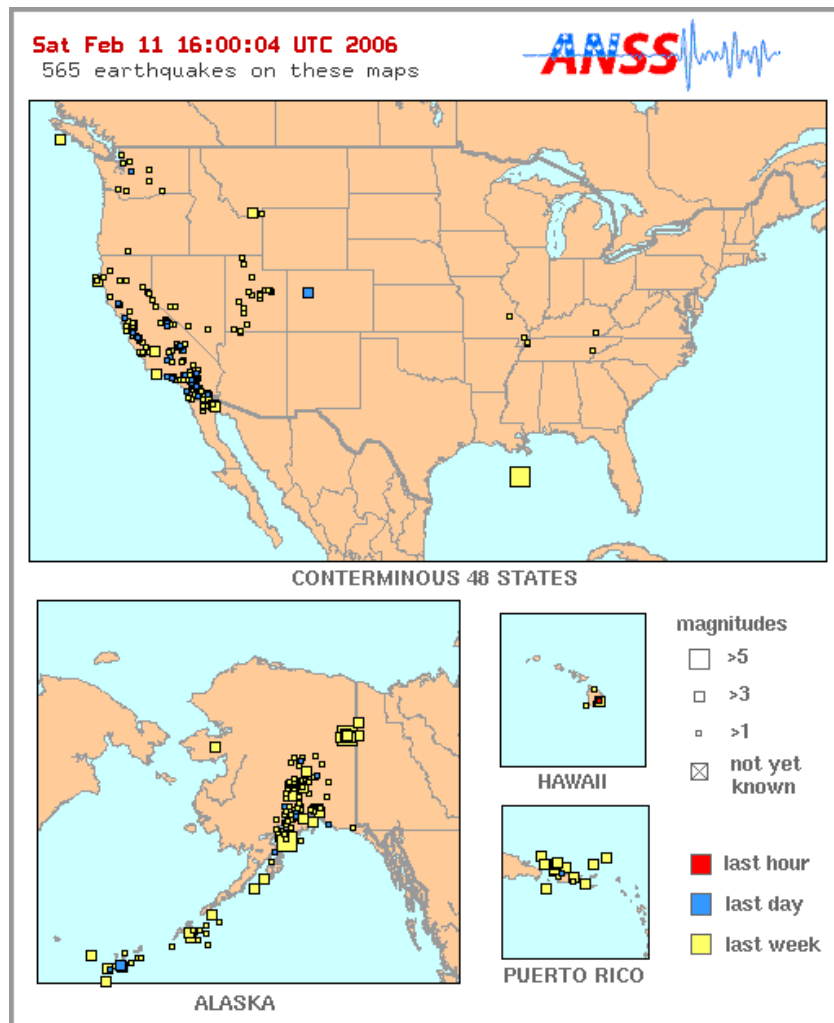 Sat Feb 11 16:00:04 UTC 2006
565 earthquakes on these maps
ANSS
CONTERMINOUS 48 STATES
magnitudes
>5
>3
>1
not yet
known
HAWAII
last hour
last day
last week
PUERTO RICO
ALASKA